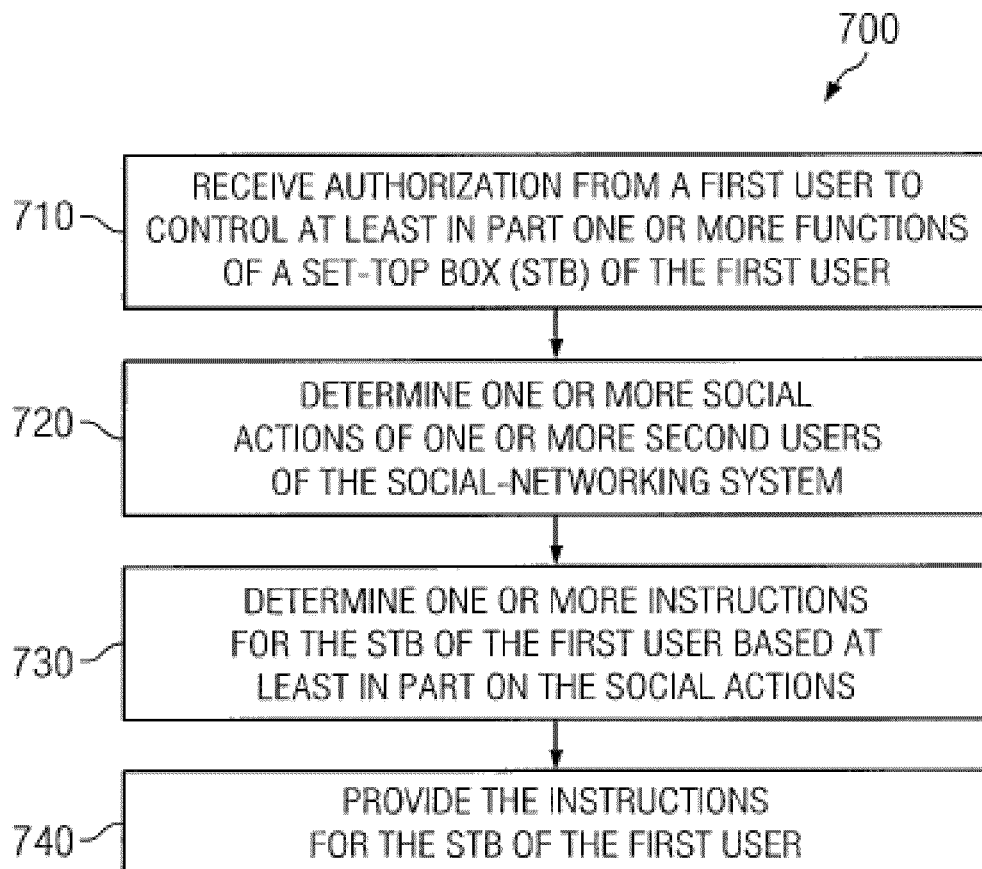 700
710
RECEIVE AUTHORIZATION FROM A FIRST USER TO
CONTROL AT LEAST IN PART ONE OR MORE FUNCTIONS
OF A SET-TOP BOX (STB) OF THE FIRST USER
720
DETERMINE ONE OR MORE SOCIAL
ACTIONS OF ONE OR MORE SECOND USERS
OF THE SOCIAL-NETWORKING SYSTEM
730
DETERMINE ONE OR MORE INSTRUCTIONS
FOR THE STB OF THE FIRST USER BASED AT
LEAST IN PART ON THE SOCIAL ACTIONS
740
PROVIDE THE INSTRUCTIONS
FOR THE STB OF THE FIRST USER